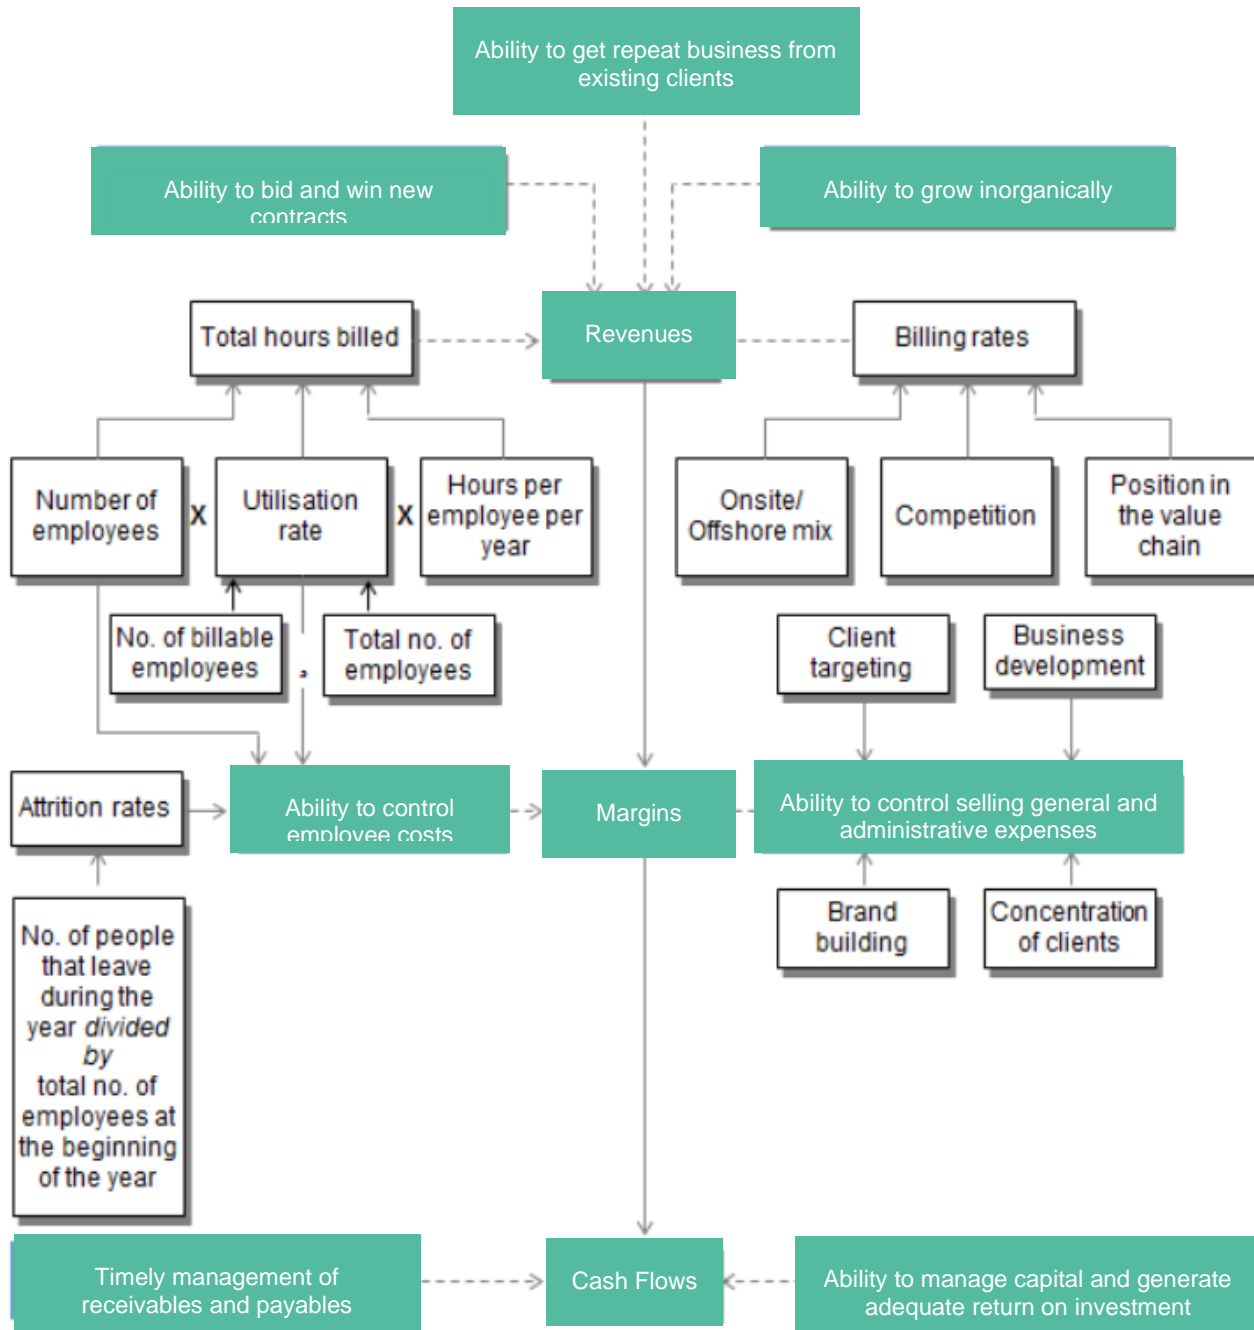 Ability to get repeat business from
existing clients
Ability to bid and win new
contracts
Ability to grow inorganically
Total hours billed
Revenues
Billing rates
Number of
employees
X
Utilisation
rate
X
Hours per
employee per
year
Onsite/
Offshore mix
Competition
Position in
the value
chain
No. of billable
employees
,
Total no. of
employees
Client
targeting
Business
development
Attrition rates
Ability to control
employee costs
Margins
Ability to control selling general and
administrative expenses
Brand
building
Concentration
of clients
No. of people
that leave
during the
year divided
by
total no. of
employees at
the beginning
of the year
Timely management of
receivables and payables
Cash Flows
Ability to manage capital and generate
adequate return on investment